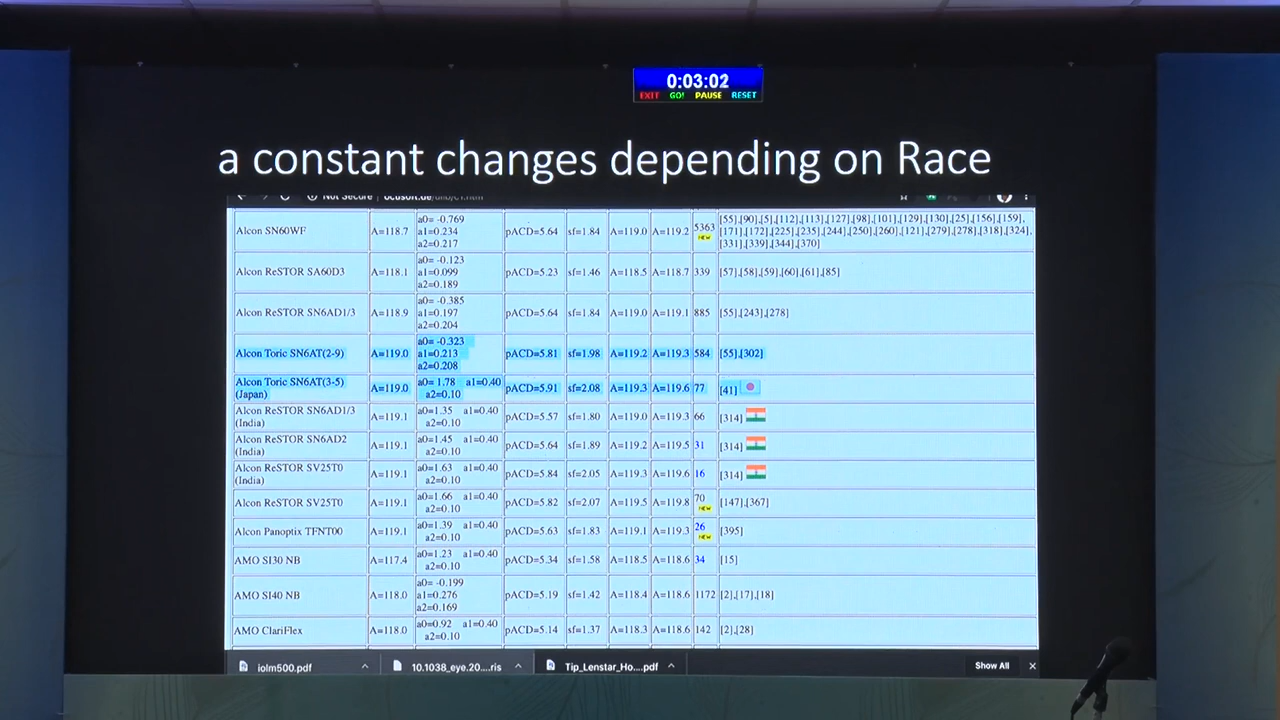 0:03:02
EXIT GO! PAUSE RESET
a constant changes depending on Race
Not Secure
Alcon SN60WF A=118.7 a0= -0.769 a1=0.234 a2=0.217 pACD=5.64 sf=1.84 A=119.0 A=119.2 5363 NEW [55],[90],[5],[112],[113],[127],[98],[101],[129],[130],[25],[156],[159],
[171],[172],[225],[235],[244],[250],[260],[121],[279],[278],[318],[324],
[331],[339],[344],[370]
Alcon ReSTOR SA60D3 A=118.1 a0= -0.123 a1=0.099 a2=0.189 pACD=5.23 sf=1.46 A=118.5 A=118.7 339 [57],[58],[59],[60],[61],[85]
Alcon ReSTOR SN6AD1/3 A=118.9 a0= -0.385 a1=0.197 a2=0.204 pACD=5.64 sf=1.84 A=119.0 A=119.1 885 [55],[243],[278]
Alcon Toric SN6AT(2-9) A=119.0 a0= -0.323 a1=0.213 a2=0.208 pACD=5.81 sf=1.98 A=119.2 A=119.3 584 [55],[302]
Alcon Toric SN6AT(3-5) (Japan) A=119.0 a0= 1.78 a1=0.40 a2=0.10 pACD=5.91 sf=2.08 A=119.3 A=119.6 77 [41]
Alcon ReSTOR SN6AD1/3 (India) A=119.1 a0=1.35 a1=0.40 a2=0.10 pACD=5.57 sf=1.80 A=119.0 A=119.3 66 [314]
Alcon ReSTOR SN6AD2 (India) A=119.1 a0=1.45 a1=0.40 a2=0.10 pACD=5.64 sf=1.89 A=119.2 A=119.5 31 [314]
Alcon ReSTOR SV25T0 (India) A=119.1 a0=1.63 a1=0.40 a2=0.10 pACD=5.84 sf=2.05 A=119.3 A=119.6 16 [314]
Alcon ReSTOR SV25T0 A=119.1 a0=1.66 a1=0.40 a2=0.10 pACD=5.82 sf=2.07 A=119.5 A=119.8 70 NEW [147],[367]
Alcon Panoptix TFNT00 A=119.1 a0=1.39 a1=0.40 a2=0.10 pACD=5.63 sf=1.83 A=119.1 A=119.3 26 NEW [395]
AMO SI30 NB A=117.4 a0=1.23 a1=0.40 a2=0.10 pACD=5.34 sf=1.58 A=118.5 A=118.6 34 [15]
AMO SI40 NB A=118.0 a0= -0.199 a1=0.276 a2=0.169 pACD=5.19 sf=1.42 A=118.4 A=118.6 1172 [2],[17],[18]
AMO ClariFlex A=118.0 a0=0.92 a1=0.40 a2=0.10 pACD=5.14 sf=1.37 A=118.3 A=118.6 142 [2],[28]
iolm500.pdf 10.1038_eye.20....ris Tip_Lenstar_Ho....pdf Show All